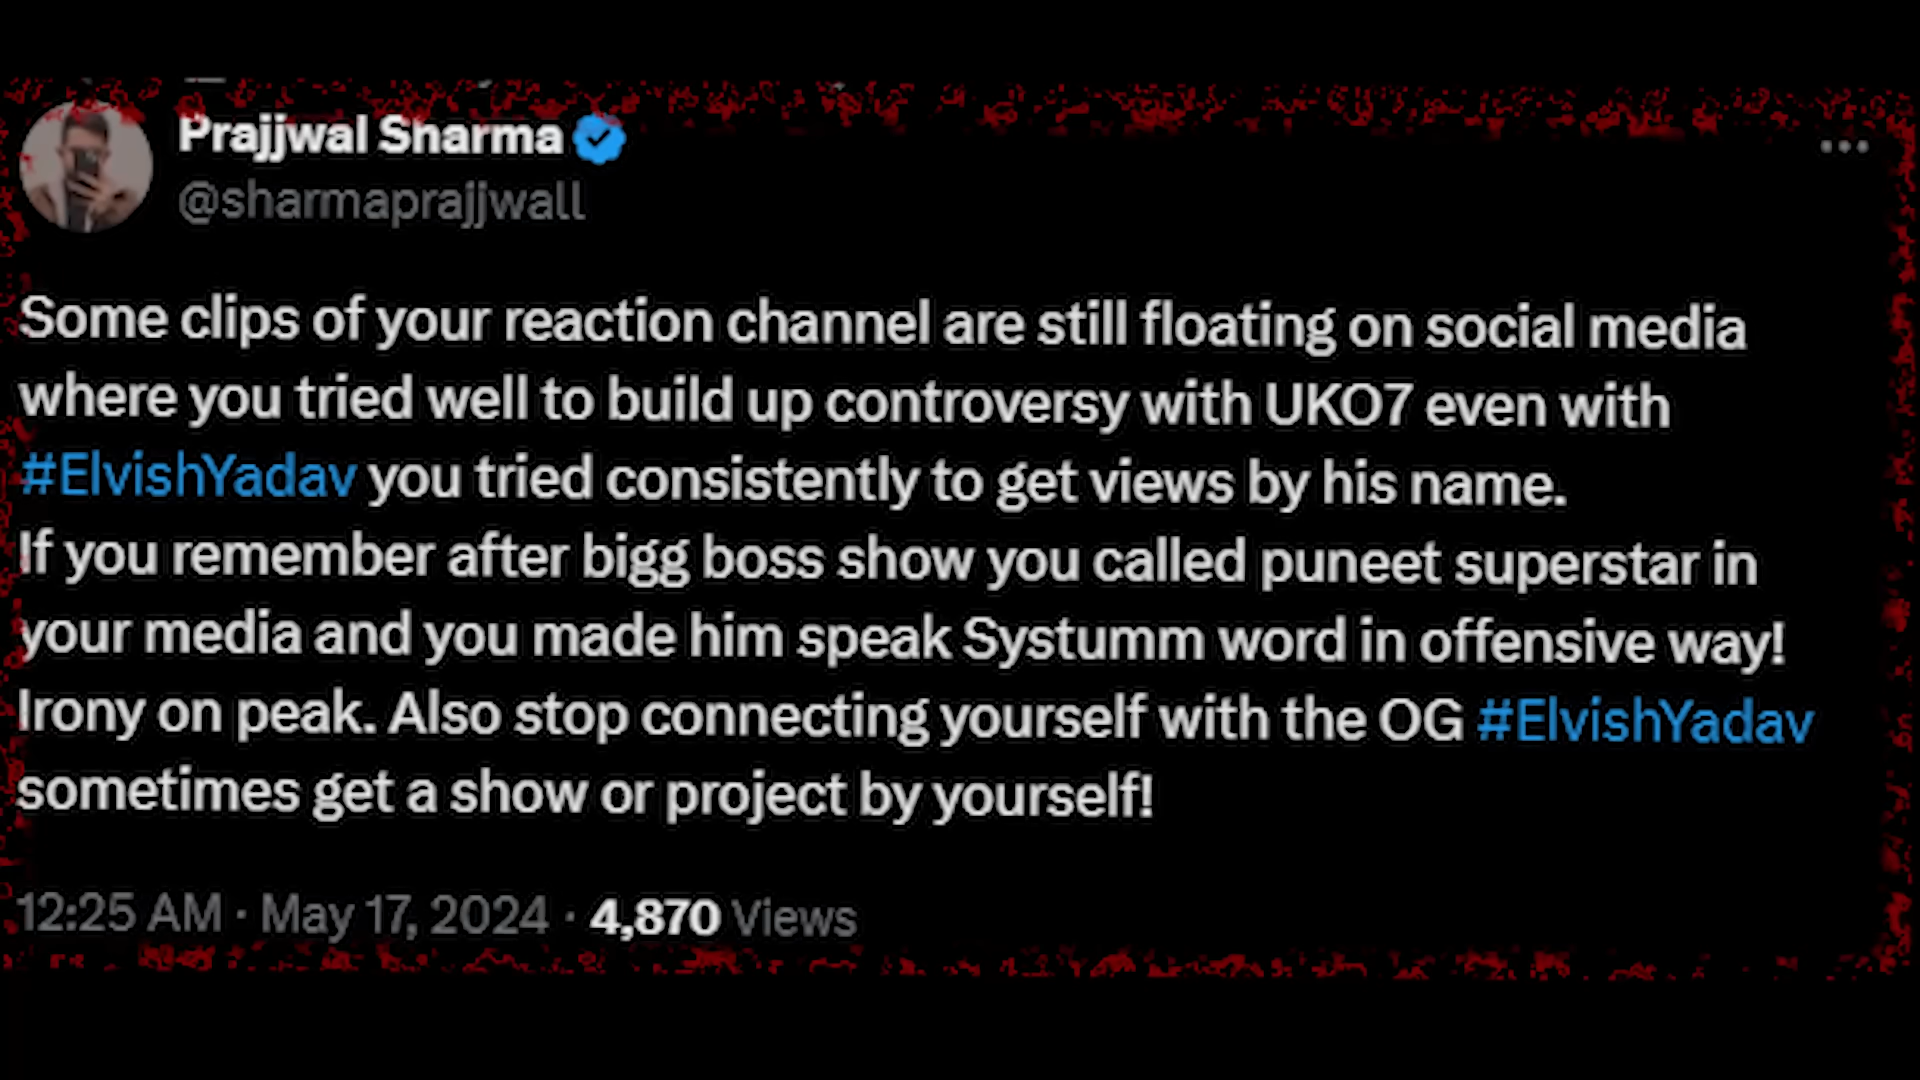 Prajjwal Sharma
@sharmaprajjwall
Some clips of your reaction channel are still floating on social media
where you tried well to build up controversy with UKO7 even with
#ElvishYadav you tried consistently to get views by his name.
If you remember after bigg boss show you called puneet superstar in
your media and you made him speak Systumm word in offensive way!
Irony on peak. Also stop connecting yourself with the OG #ElvishYadav
sometimes get a show or project by yourself!
12:25 AM · May 17, 2024 · 4,870 Views